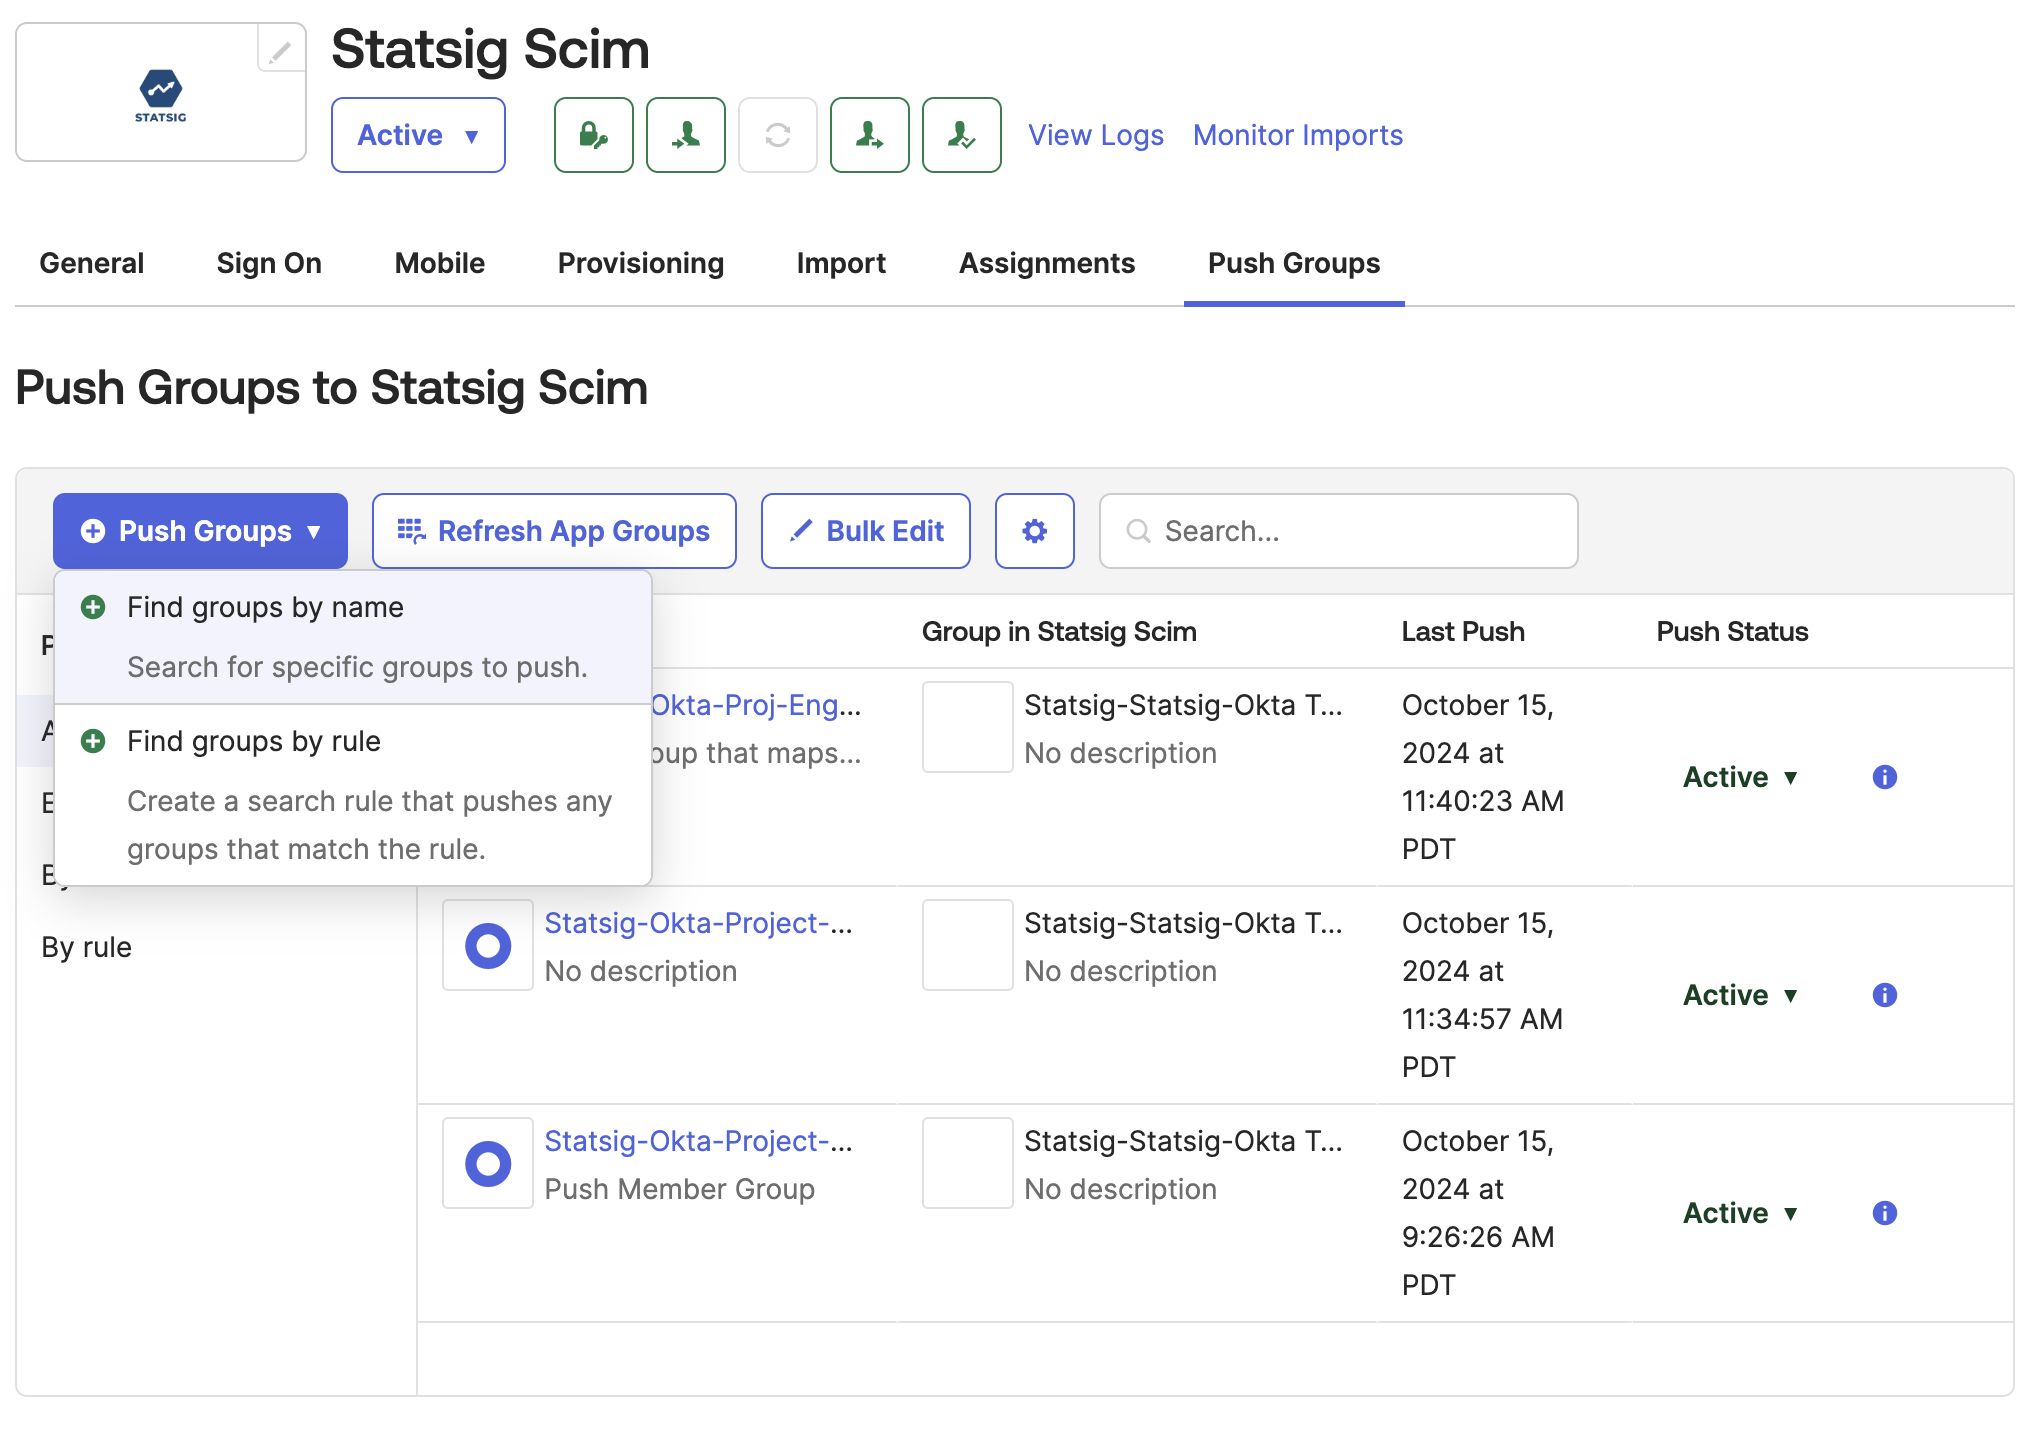 Statsig Scim
STATSIG
Active
View Logs
Monitor Imports
General
Sign On
Mobile
Provisioning
Import
Assignments
Push Groups
Push Groups to Statsig Scim
Push Groups
Refresh App Groups
Bulk Edit
Search...
Find groups by name
Search for specific groups to push.
Find groups by rule
Create a search rule that pushes any
groups that match the rule.
By rule
Group in Statsig Scim
Last Push
Push Status
Okta-Proj-Eng...
that maps...
Statsig-Statsig-Okta T...
No description
October 15,
2024 at
11:40:23 AM
PDT
Active
Statsig-Okta-Project-...
No description
Statsig-Statsig-Okta T...
No description
October 15,
2024 at
11:34:57 AM
PDT
Active
Statsig-Okta-Project-...
Push Member Group
Statsig-Statsig-Okta T...
No description
October 15,
2024 at
9:26:26 AM
PDT
Active